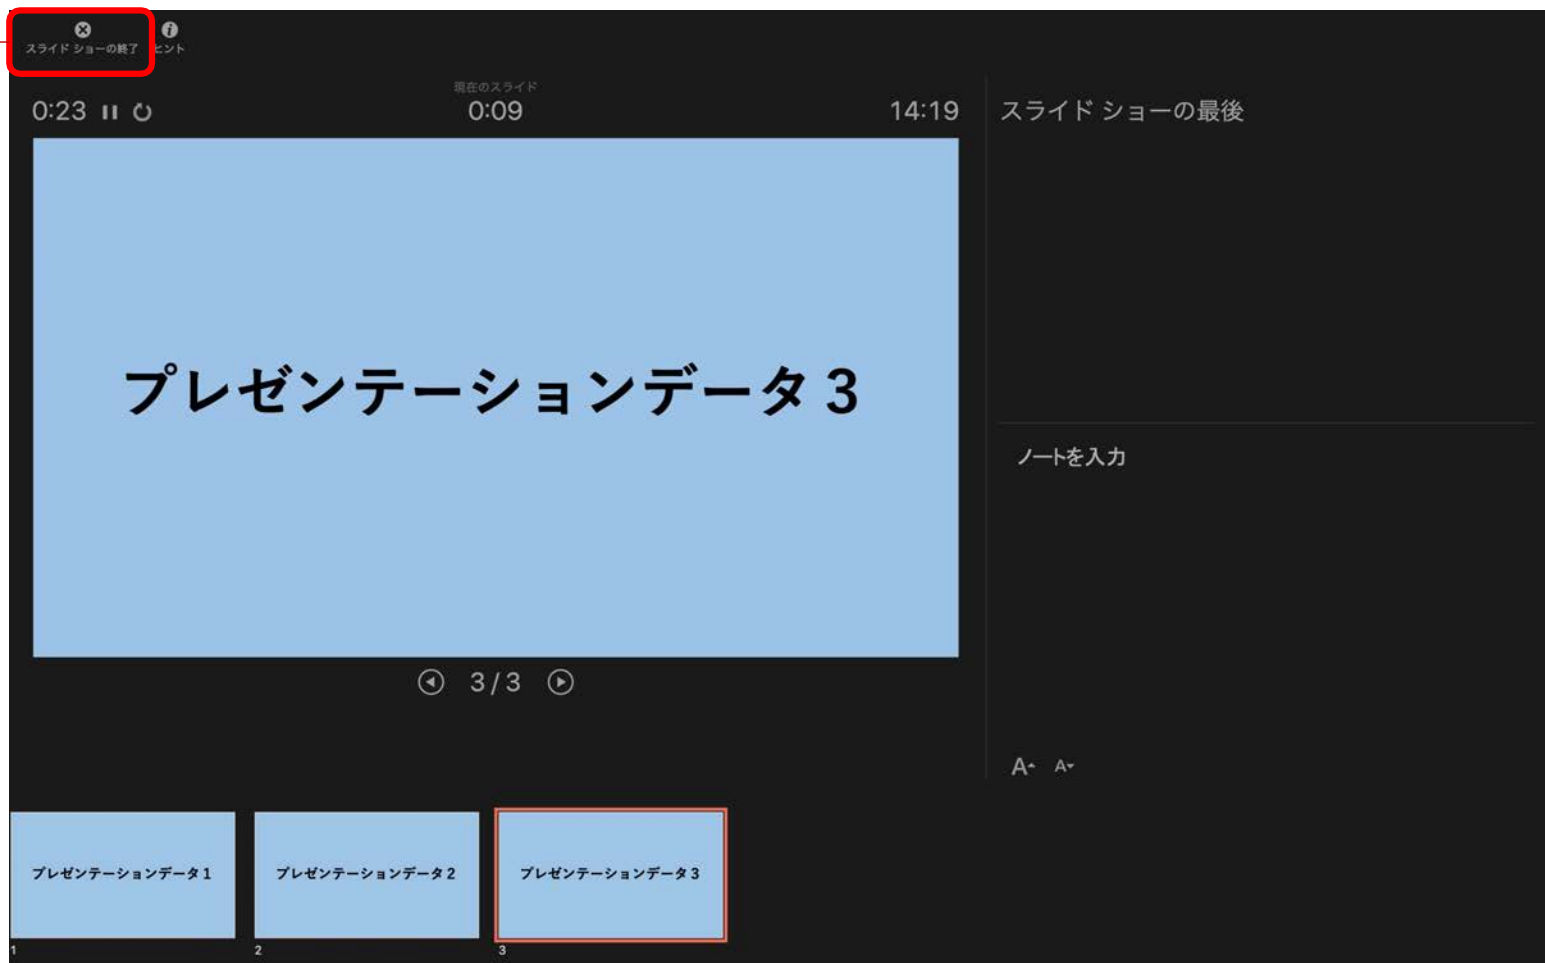 スライド ショーの終了
ヒント
現在のスライド
0:23
0:09
14:19
スライド ショーの最後
プレゼンテーションデータ３
ノートを入力
3/3
A A
プレゼンテーションデータ１
プレゼンテーションデータ２
プレゼンテーションデータ３
1
2
3